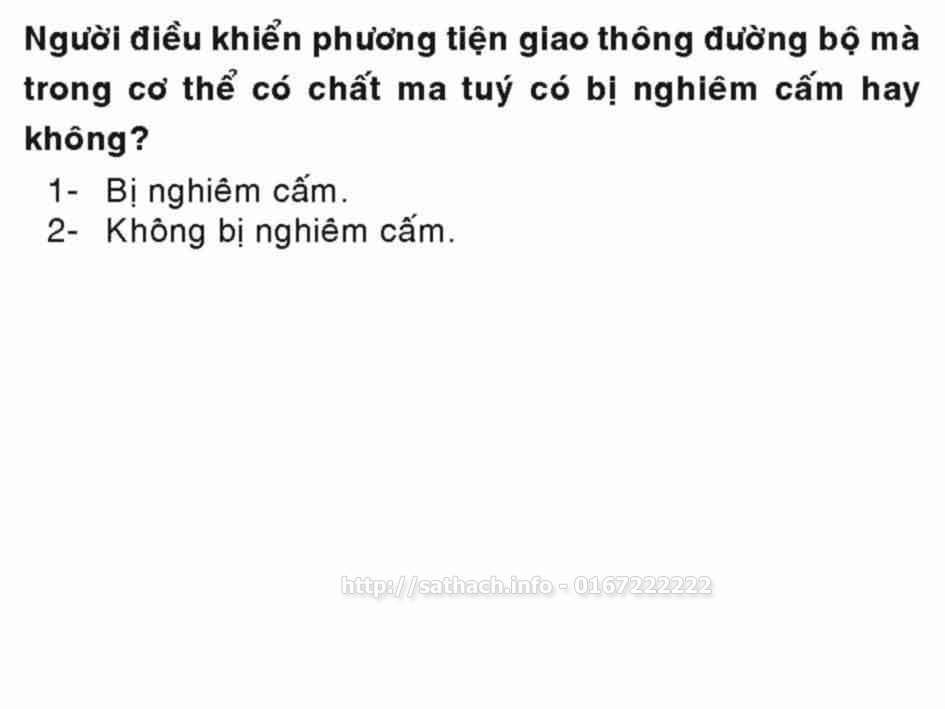 Người điều khiển phương tiện giao thông đường bộ mà
trong cơ thể có chất ma tuý có bị nghiêm cấm hay
không?
1- Bị nghiêm cấm.
2- Không bị nghiêm cấm.
http://sathach.info - 0167222222